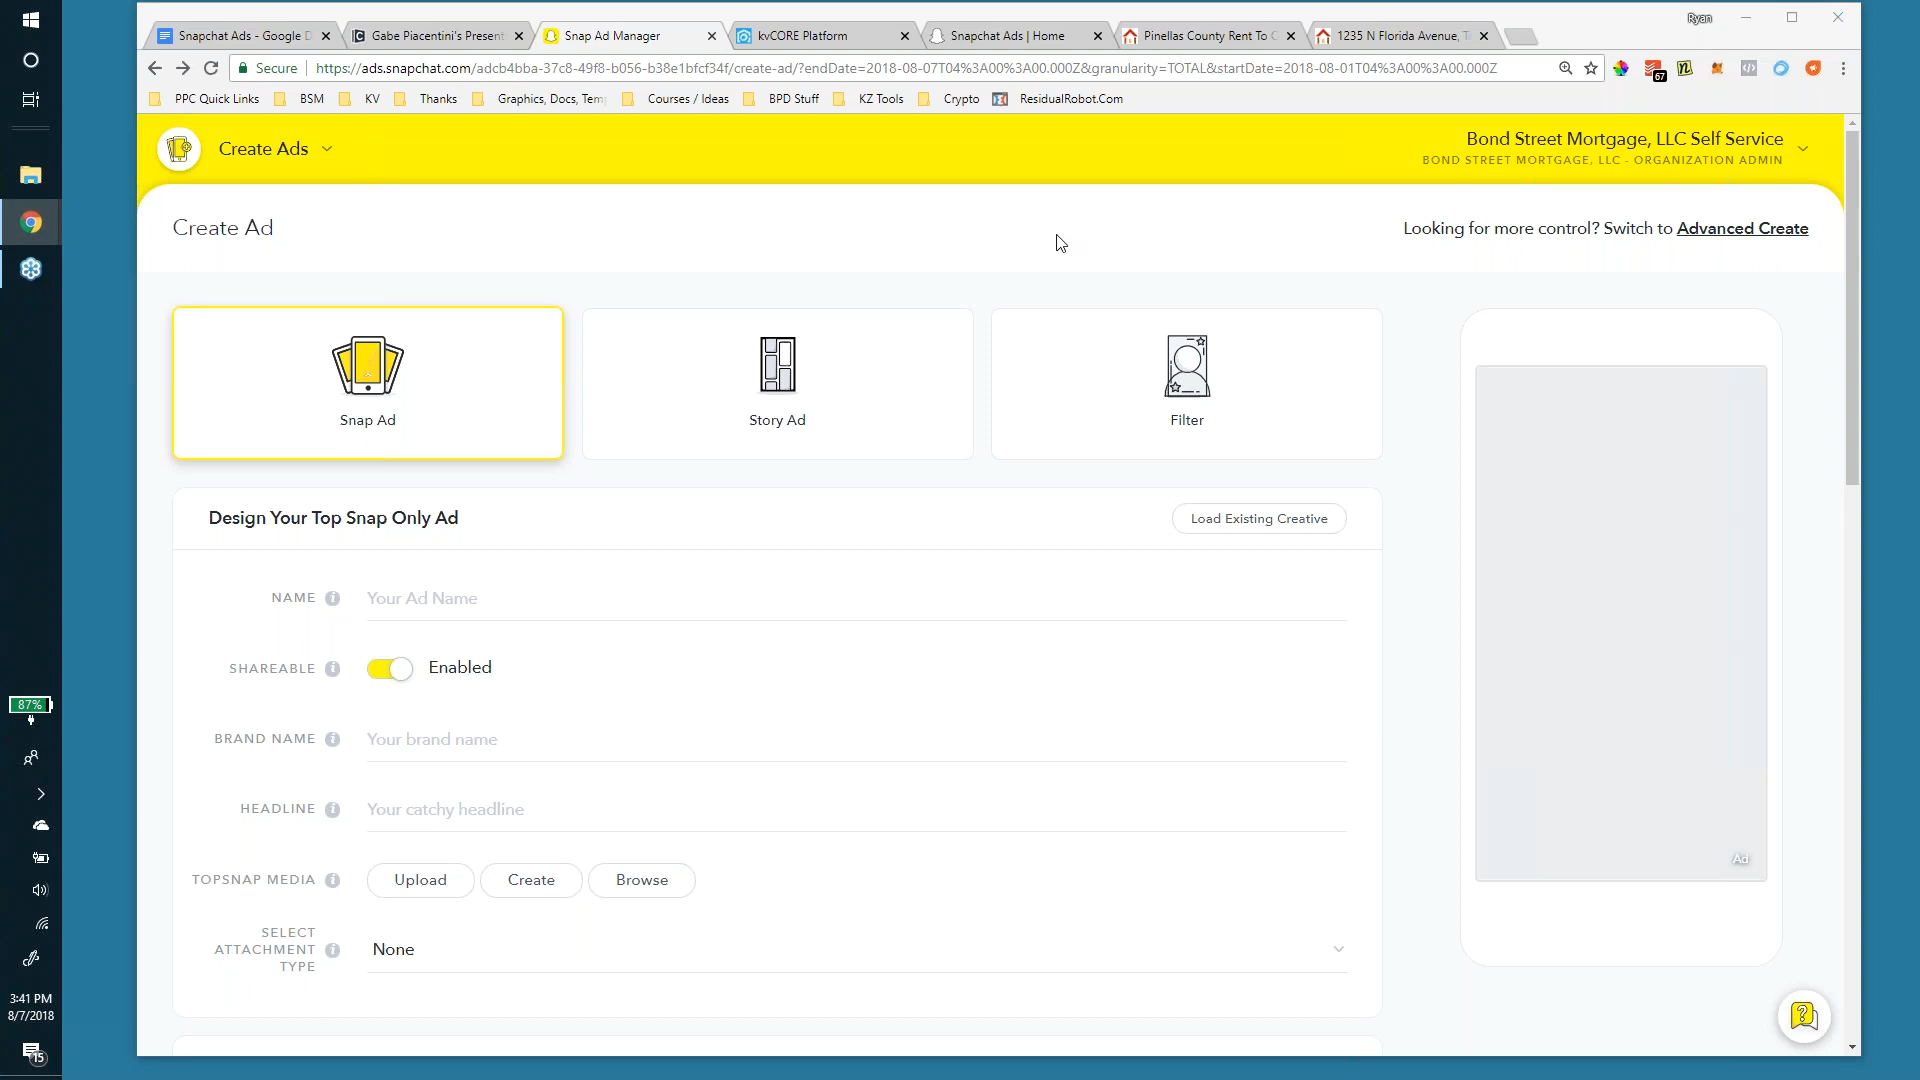 Ryan
Snapchat Ads - Google D
Gabe Piacentini's Present
Snap Ad Manager
kvCORE Platform
Snapchat Ads | Home
Pinellas County Rent To C
1235 N Florida Avenue, T
Secure
https://ads.snapchat.com/adcb4bba-37c8-49f8-b056-b38e1bfcf34f/create-ad/?endDate=2018-08-07T04%3A00%3A00.000Z&granularity=TOTAL&startDate=2018-08-01T04%3A00%3A00.000Z
67
PPC Quick Links
BSM
KV
Thanks
Graphics, Docs, Temp
Courses / Ideas
BPD Stuff
KZ Tools
Crypto
ResidualRobot.Com
Create Ads
Bond Street Mortgage, LLC Self Service
BOND STREET MORTGAGE, LLC - ORGANIZATION ADMIN
Create Ad
Looking for more control? Switch to Advanced Create
Snap Ad
Story Ad
Filter
Design Your Top Snap Only Ad
Load Existing Creative
NAME
Your Ad Name
SHAREABLE
Enabled
BRAND NAME
Your brand name
HEADLINE
Your catchy headline
TOPSNAP MEDIA
Upload
Create
Browse
SELECT
ATTACHMENT
TYPE
None
Ad
87%
3:41 PM
8/7/2018
15